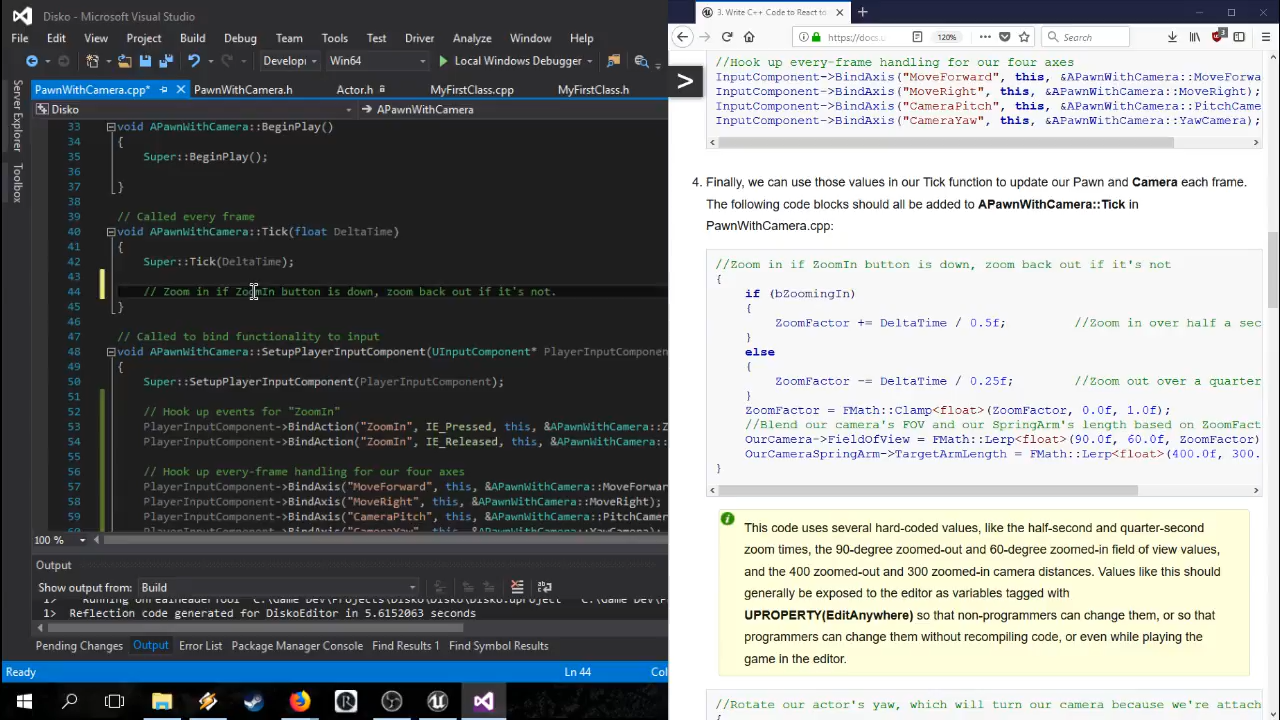 Disko - Microsoft Visual Studio
File Edit View Project Build Debug Team Tools Test Driver Analyze Window
Develop Win64 Local Windows Debugger
Server Explorer
Toolbox
PawnWithCamera.cpp* PawnWithCamera.h Actor.h MyFirstClass.cpp MyFirstClass.h
Disko APawnWithCamera
33 void APawnWithCamera::BeginPlay()
34 {
35 Super::BeginPlay();
36
37 }
38
39 // Called every frame
40 void APawnWithCamera::Tick(float DeltaTime)
41 {
42 Super::Tick(DeltaTime);
43
44 // Zoom in if ZoomIn button is down, zoom back out if it's not.
45 }
46
47 // Called to bind functionality to input
48 void APawnWithCamera::SetupPlayerInputComponent(UInputComponent* PlayerInputComponent
49 {
50 Super::SetupPlayerInputComponent(PlayerInputComponent);
51
52 // Hook up events for "ZoomIn"
53 PlayerInputComponent->BindAction("ZoomIn", IE_Pressed, this, &APawnWithCamera::Z
54 PlayerInputComponent->BindAction("ZoomIn", IE_Released, this, &APawnWithCamera::
55
56 // Hook up every-frame handling for our four axes
57 PlayerInputComponent->BindAxis("MoveForward", this, &APawnWithCamera::MoveForwar
58 PlayerInputComponent->BindAxis("MoveRight", this, &APawnWithCamera::MoveRight);
59 PlayerInputComponent->BindAxis("CameraPitch", this, &APawnWithCamera::PitchCamer
100 %
Output
Show output from: Build
1> Reflection code generated for DiskoEditor in 5.6152063 seconds
Pending Changes Output Error List Package Manager Console Find Results 1 Find Symbol Results
Ready Ln 44 Col
3. Write C++ Code to React to
https://docs.u 120% Search
3
>
//Hook up every-frame handling for our four axes
InputComponent->BindAxis("MoveForward", this, &APawnWithCamera::MoveForwa
InputComponent->BindAxis("MoveRight", this, &APawnWithCamera::MoveRight);
InputComponent->BindAxis("CameraPitch", this, &APawnWithCamera::PitchCame
InputComponent->BindAxis("CameraYaw", this, &APawnWithCamera::YawCamera);
4. Finally, we can use those values in our Tick function to update our Pawn and Camera each frame.
The following code blocks should all be added to APawnWithCamera::Tick in
PawnWithCamera.cpp:
//Zoom in if ZoomIn button is down, zoom back out if it's not
{
if (bZoomingIn)
{
ZoomFactor += DeltaTime / 0.5f; //Zoom in over half a sec
}
else
{
ZoomFactor -= DeltaTime / 0.25f; //Zoom out over a quarter
}
ZoomFactor = FMath::Clamp<float>(ZoomFactor, 0.0f, 1.0f);
//Blend our camera's FOV and our SpringArm's length based on ZoomFact
OurCamera->FieldOfView = FMath::Lerp<float>(90.0f, 60.0f, ZoomFactor)
OurCameraSpringArm->TargetArmLength = FMath::Lerp<float>(400.0f, 300.
}
This code uses several hard-coded values, like the half-second and quarter-second
zoom times, the 90-degree zoomed-out and 60-degree zoomed-in field of view values,
and the 400 zoomed-out and 300 zoomed-in camera distances. Values like this should
generally be exposed to the editor as variables tagged with
UPROPERTY(EditAnywhere) so that non-programmers can change them, or so that
programmers can change them without recompiling code, or even while playing the
game in the editor.
//Rotate our actor's yaw, which will turn our camera because we're attach